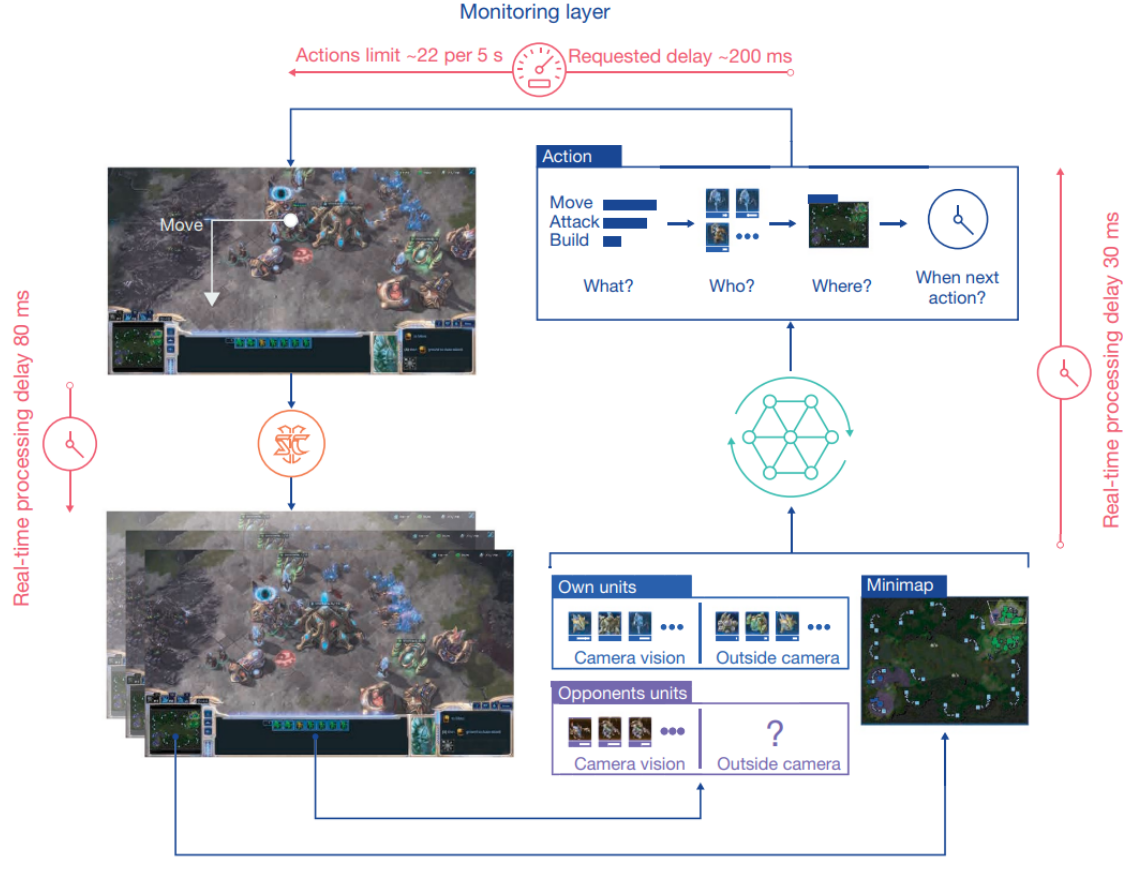 Monitoring layer
Actions limit ~22 per 5 s
Requested delay ~200 ms
Action
Move
Attack
Build
What?
Who?
Where?
When next
action?
Move
Real-time processing delay 80 ms
Real-time processing delay 30 ms
SC
Own units
Camera vision
Outside camera
Opponents units
Camera vision
?
Outside camera
Minimap